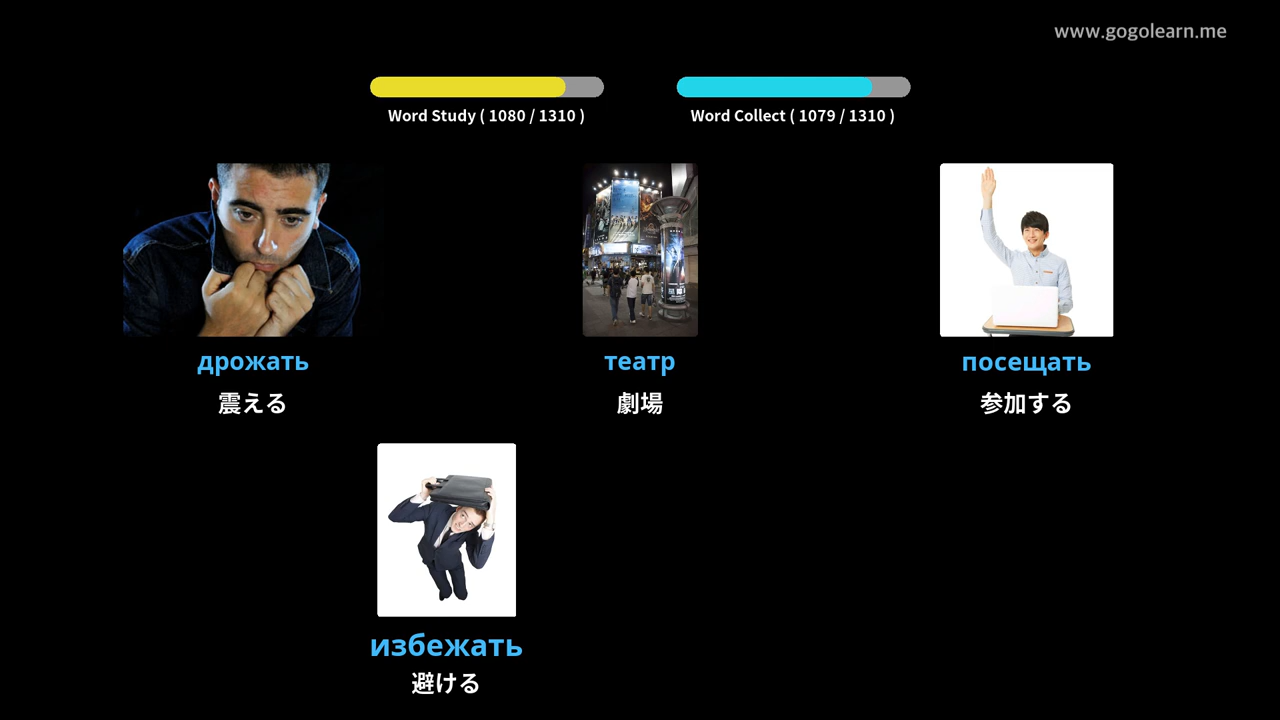 www.gogolearn.me
Word Study ( 1080 / 1310 )
Word Collect ( 1079 / 1310 )
дрожать
震える
театр
劇場
посещать
参加する
избежать
避ける